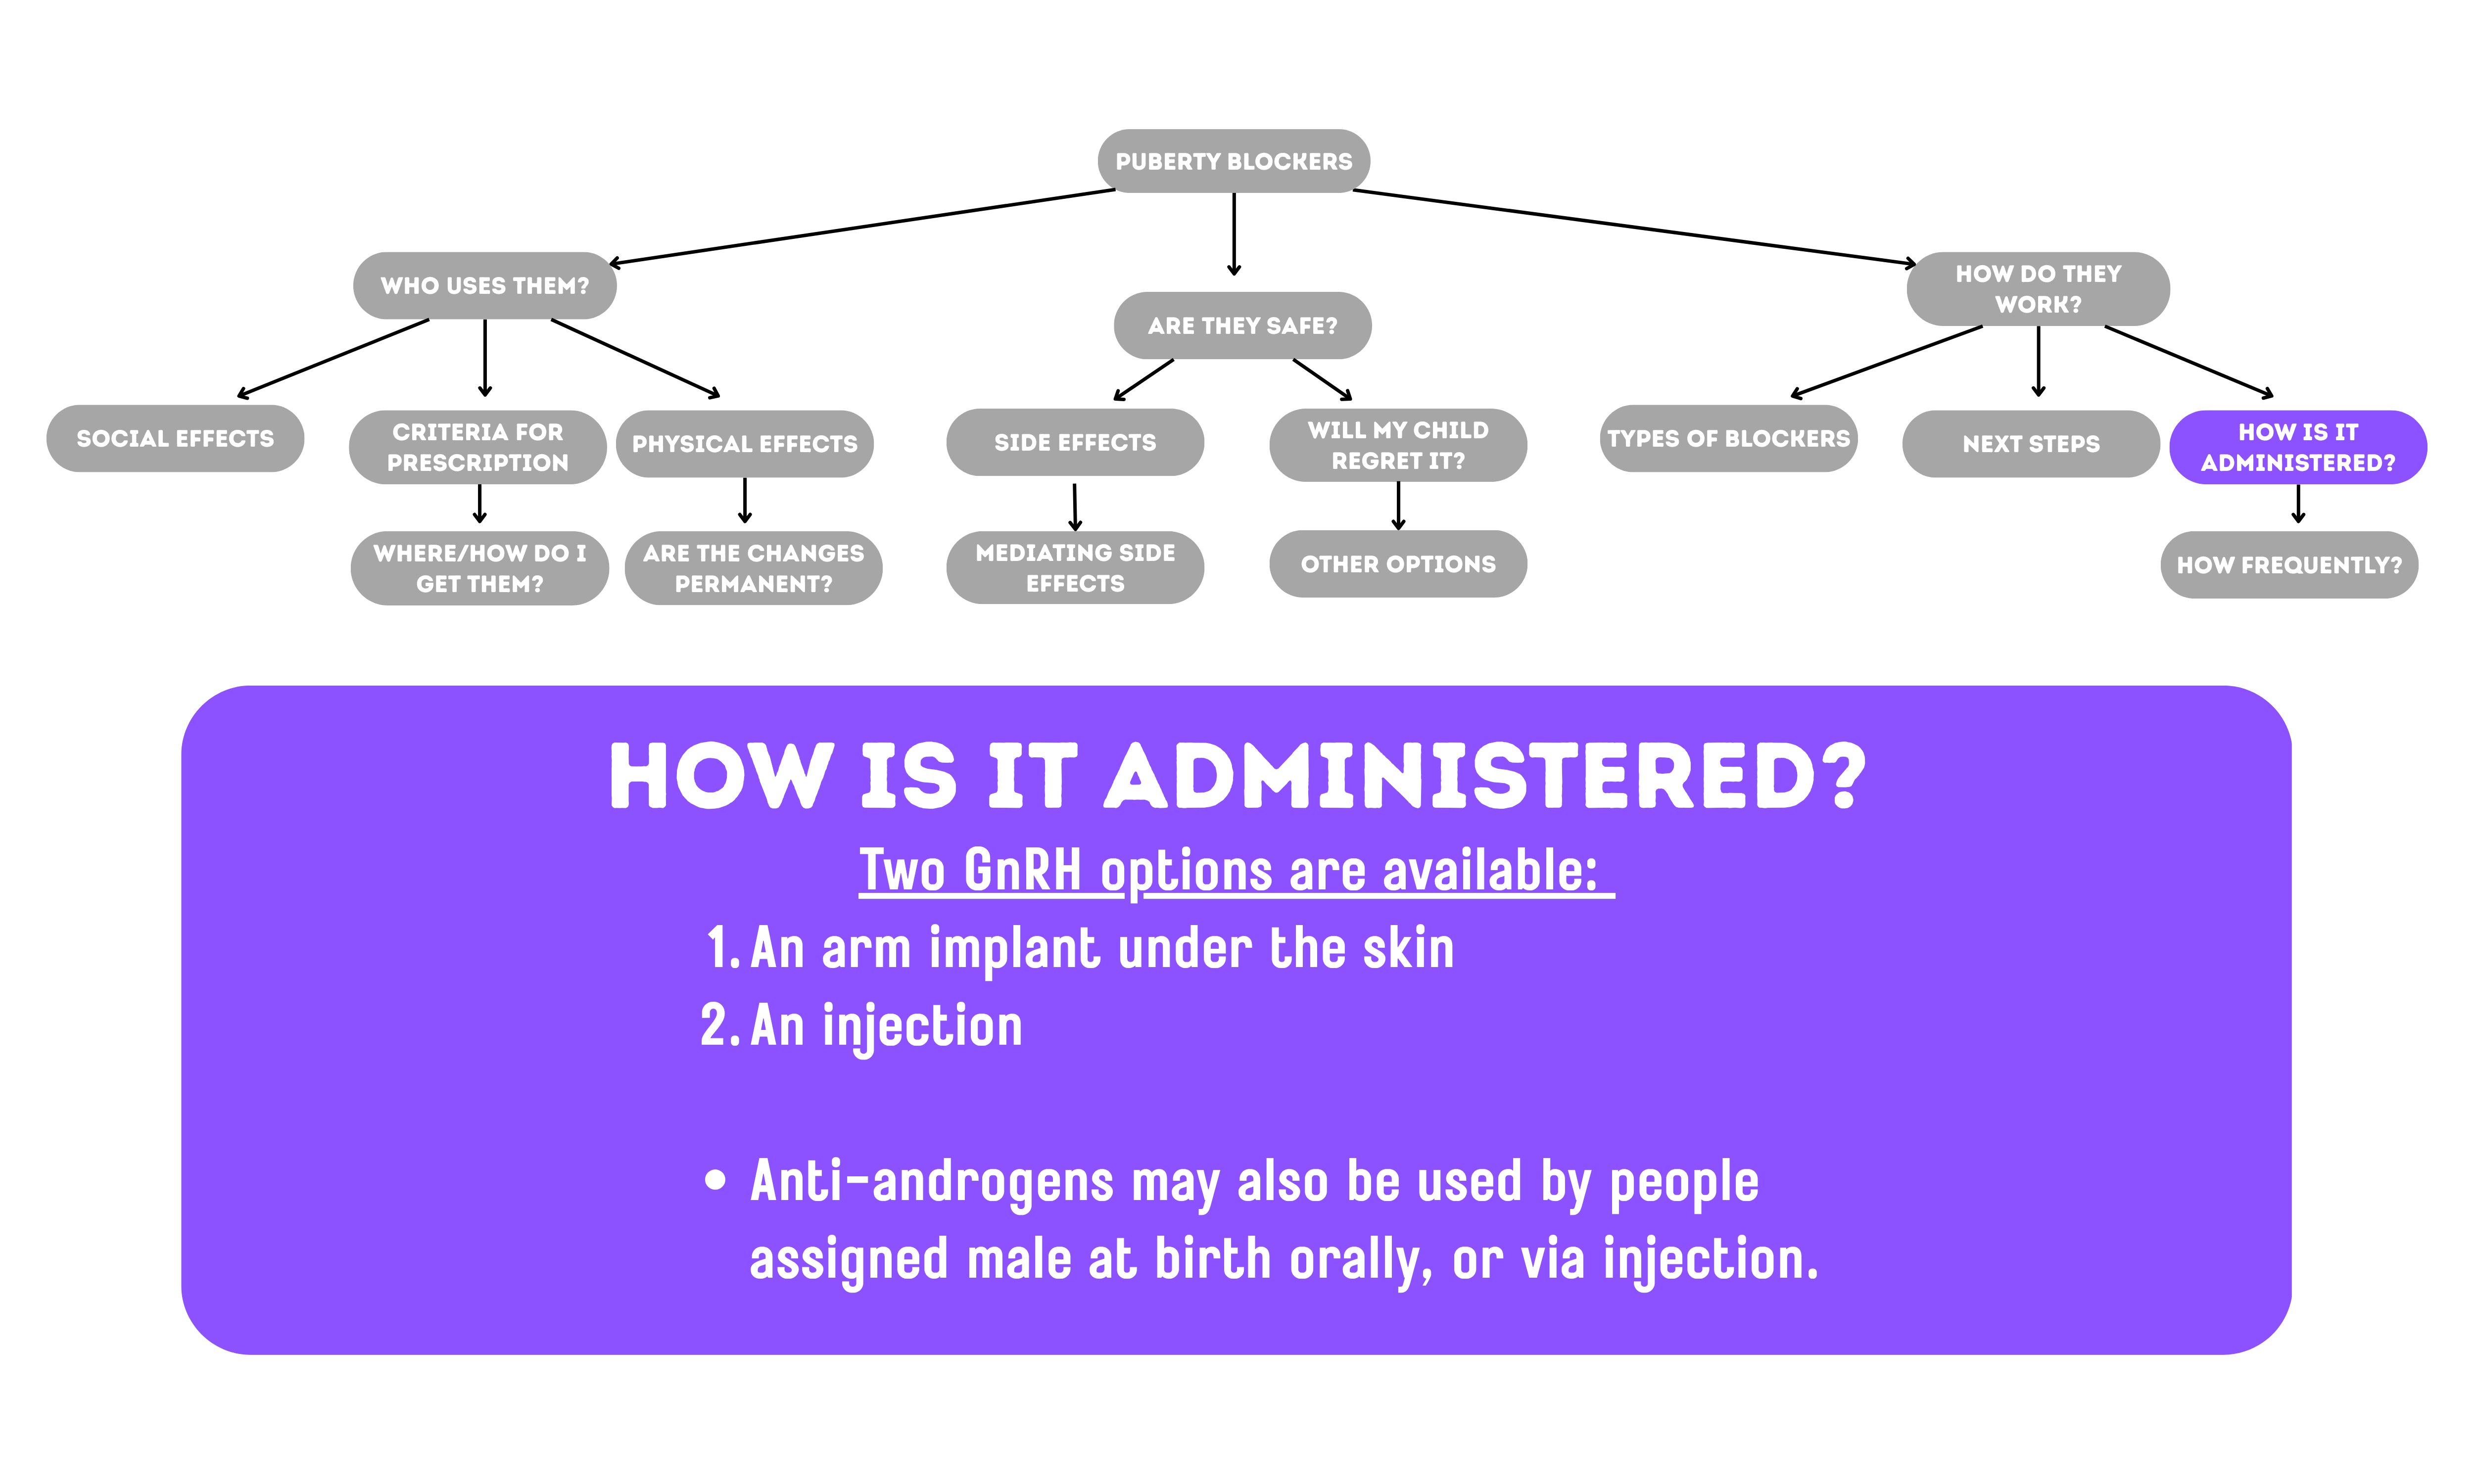 PUBERTY BLOCKERS
WHO USES THEM?
ARE THEY SAFE?
HOW DO THEY
WORK?
SOCIAL EFFECTS
CRITERIA FOR
PRESCRIPTION
PHYSICAL EFFECTS
SIDE EFFECTS
WILL MY CHILD
REGRET IT?
TYPES OF BLOCKERS
NEXT STEPS
HOW IS IT
ADMINISTERED?
WHERE/HOW DO I
GET THEM?
ARE THE CHANGES
PERMANENT?
MEDIATING SIDE
EFFECTS
OTHER OPTIONS
HOW FREQUENTLY?
HOW IS IT ADMINISTERED?
Two GnRH options are available:
1. An arm implant under the skin
2. An injection
• Anti-androgens may also be used by people
assigned male at birth orally, or via injection.